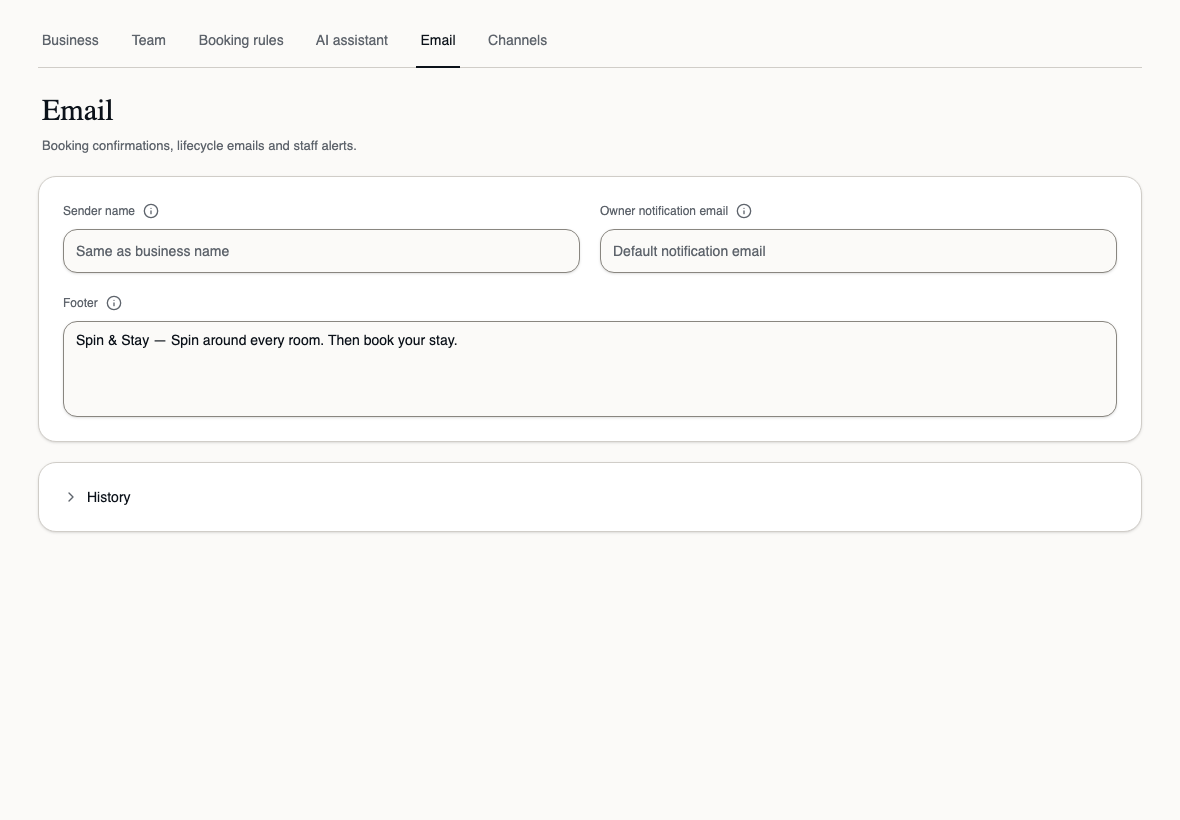 Business
Team
Booking rules
AI assistant
Email
Channels
Email
Booking confirmations, lifecycle emails and staff alerts.
Sender name
Owner notification email
Same as business name
Default notification email
Footer
Spin & Stay — Spin around every room. Then book your stay.
History